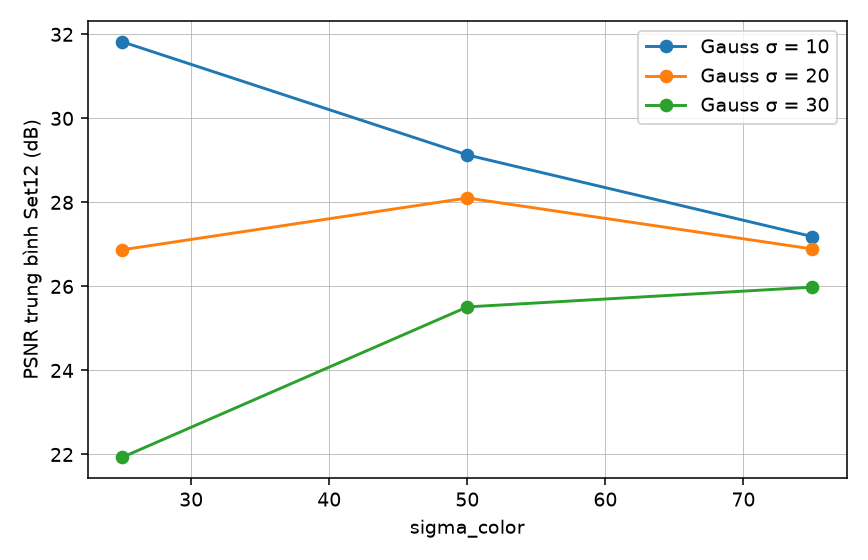 32
30
28
26
24
22
PSNR trung bình Set12 (dB)
Gauss σ = 10
Gauss σ = 20
Gauss σ = 30
30 40 50 60 70
sigma_color